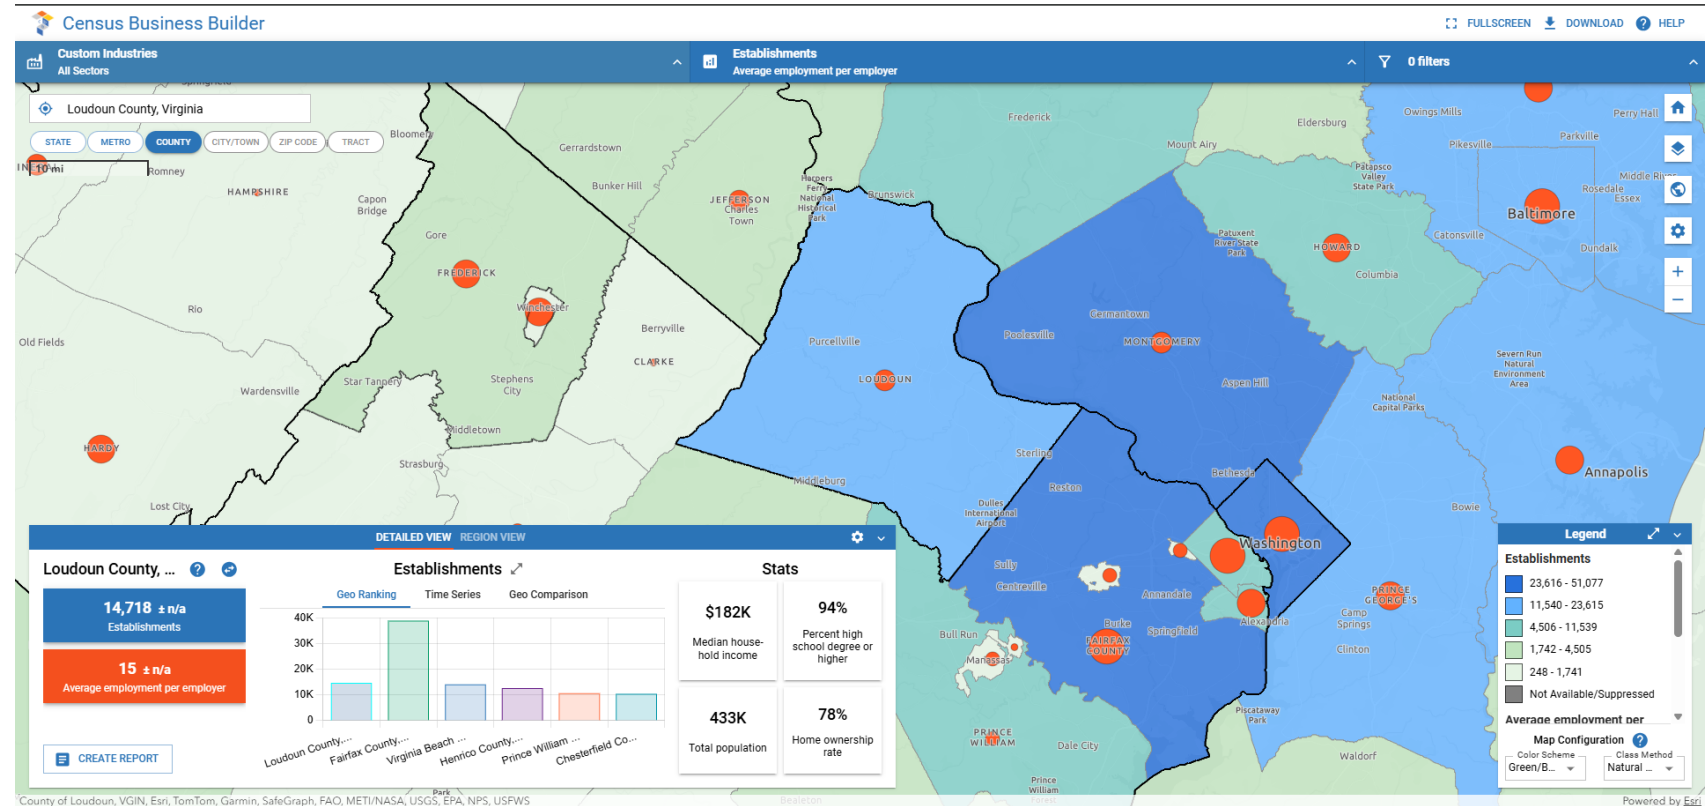 Census Business Builder
FULLSCREEN
DOWNLOAD
HELP
Custom Industries
All Sectors
Establishments
Average employment per employer
0 filters
Loudoun County, Virginia
STATE
METRO
COUNTY
CITY/TOWN
ZIP CODE
TRACT
10 mi
Bloomery
Romney
HAMPSHIRE
Capon
Bridge
Gerrardstown
Bunker Hill
JEFFERSON
Charles
Town
Harpers
Ferry
National
Historical
Park
Brunswick
Frederick
Mount Airy
Eldersburg
Owings Mills
Perry Hall
Pikesville
Parkville
Patapsco
Valley
State Park
Middle River
Rosedale
Essex
Baltimore
Catonsville
Dundalk
Patuxent
River State
Park
HOWARD
Columbia
Gore
FREDERICK
Winchester
Rio
Berryville
CLARKE
Old Fields
Wardensville
Star Tannery
Stephens
City
Middletown
HARDY
Strasburg
Lost City
Purcellville
LOUDOUN
Poolesville
Germantown
MONTGOMERY
Aspen Hill
Severn Run
Natural
Environment
Area
National
Capital Parks
Sterling
Bethesda
Middleburg
Reston
Dulles
International
Airport
Annapolis
Bowie
Washington
Sully
Centreville
Annandale
Burke
Springfield
Alexandria
FAIRFAX
COUNTY
PRINCE
GEORGE'S
Camp
Springs
Clinton
Bull Run
Manassas
Piscataway
Park
PRINCE
WILLIAM
Dale City
Waldorf
Prince
William
Forest
Park
Bealeton
DETAILED VIEW
REGION VIEW
Loudoun County, ...
14,718 ± n/a
Establishments
15 ± n/a
Average employment per employer
CREATE REPORT
Establishments
Geo Ranking
Time Series
Geo Comparison
40K
30K
20K
10K
0
Loudoun County,...
Fairfax County,...
Virginia Beach ...
Henrico County,...
Prince William ...
Chesterfield Co...
Stats
$182K
Median house-
hold income
94%
Percent high
school degree or
higher
433K
Total population
78%
Home ownership
rate
Legend
Establishments
23,616 - 51,077
11,540 - 23,615
4,506 - 11,539
1,742 - 4,505
248 - 1,741
Not Available/Suppressed
Average employment per
Map Configuration
Color Scheme
Green/B...
Class Method
Natural ...
County of Loudoun, VGIN, Esri, TomTom, Garmin, SafeGraph, FAO, METI/NASA, USGS, EPA, NPS, USFWS
Powered by Esri